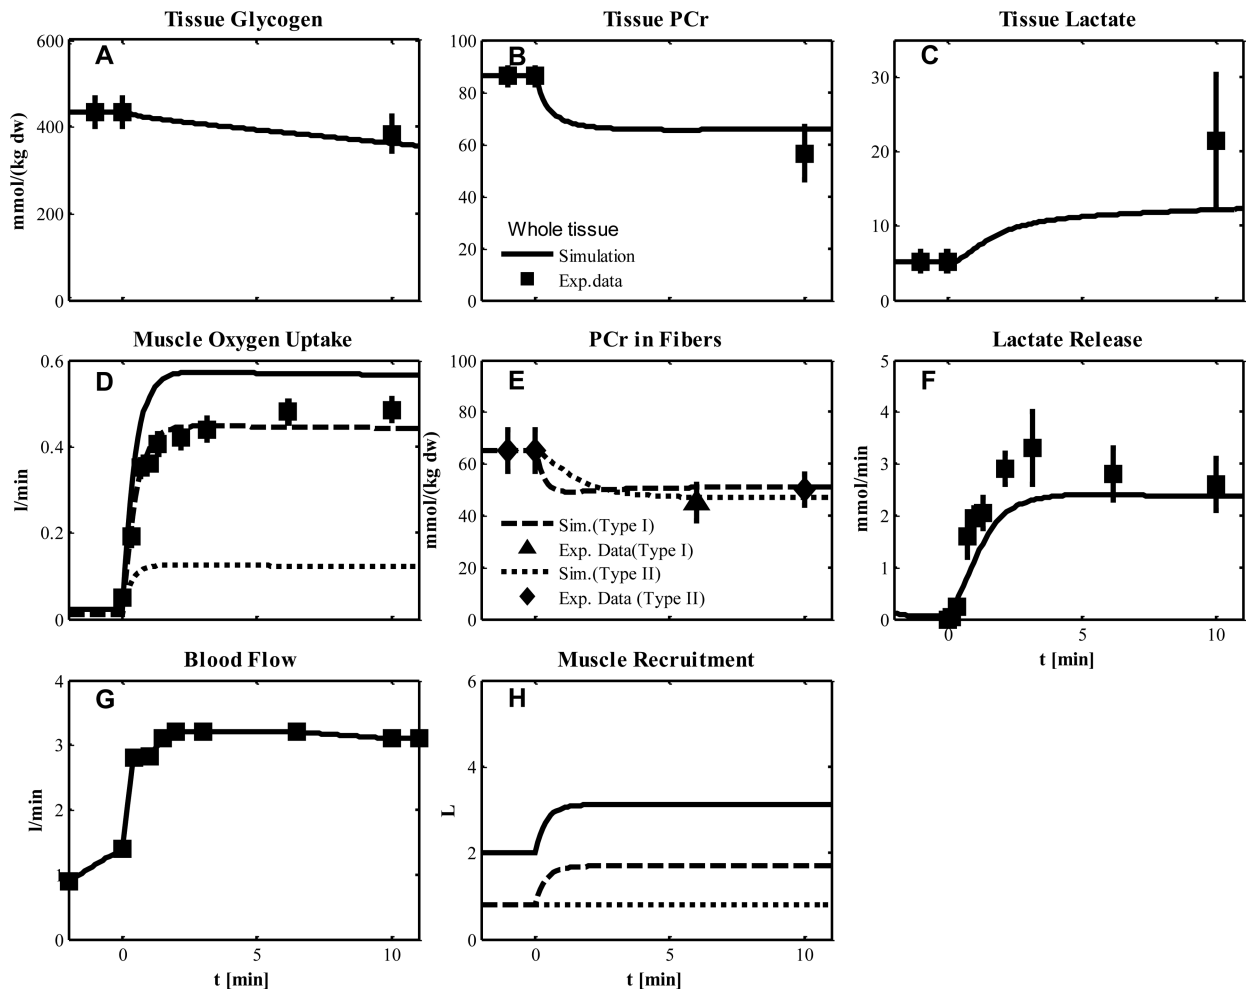 Tissue Glycogen
Tissue PCr
Tissue Lactate
A
B
C
600
400
200
0
mmol/(kg dw)
100
80
60
40
20
0
Whole tissue
Simulation
Exp.data
30
20
10
0
Muscle Oxygen Uptake
PCr in Fibers
Lactate Release
D
E
F
0.6
0.4
0.2
0
l/min
100
80
60
40
20
0
mmol/(kg dw)
Sim.(Type I)
Exp. Data(Type I)
Sim.(Type II)
Exp. Data (Type II)
5
4
3
2
1
0
mmol/min
0 5 10
t [min]
Blood Flow
Muscle Recruitment
G
H
4
3
2
1
0
l/min
0 5 10
t [min]
6
4
2
0
L
0 5 10
t [min]